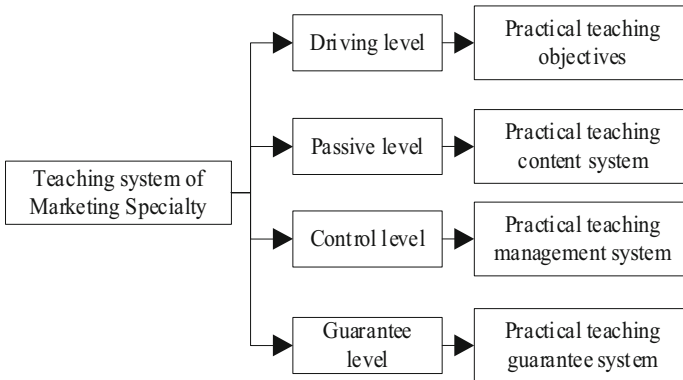 Driving level
Practical teaching
objectives
Passive level
Practical teaching
content system
Teaching system of
Marketing Specialty
Control level
Practical teaching
management system
Guarantee
level
Practical teaching
guarantee system